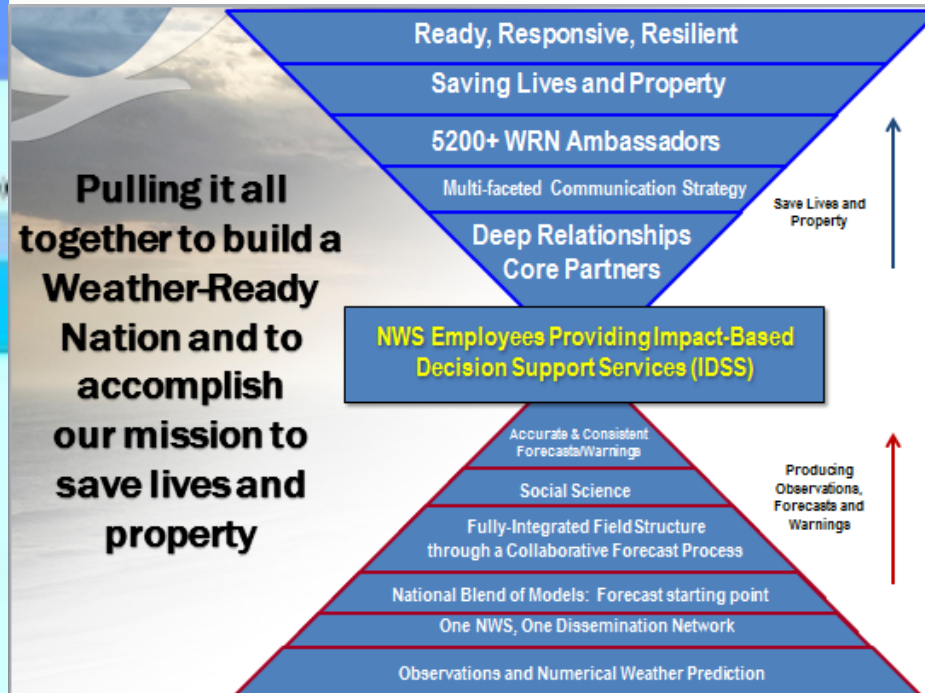 Ready, Responsive, Resilient
Saving Lives and Property
5200+ WRN Ambassadors
Multi-faceted Communication Strategy
Deep Relationships
Core Partners
Save Lives and
Property
Pulling it all
together to build a
Weather-Ready
Nation and to
accomplish
our mission to
save lives and
property
NWS Employees Providing Impact-Based
Decision Support Services (IDSS)
Accurate & Consistent
Forecasts/Warnings
Social Science
Fully-Integrated Field Structure
through a Collaborative Forecast Process
National Blend of Models: Forecast starting point
One NWS, One Dissemination Network
Observations and Numerical Weather Prediction
Producing
Observations,
Forecasts and
Warnings